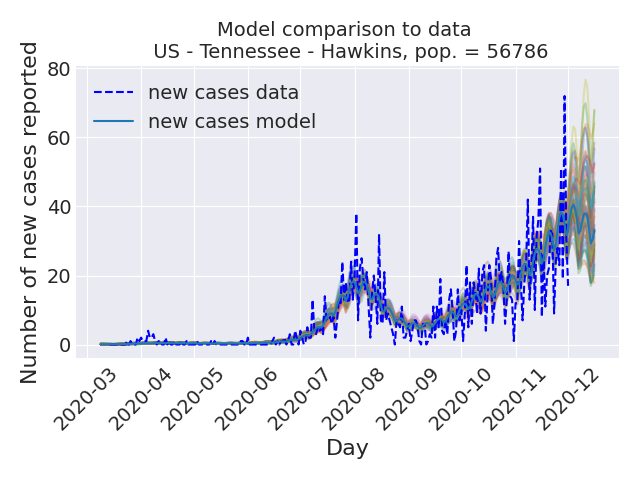 Model comparison to data
US - Tennessee - Hawkins, pop. = 56786
Number of new cases reported
80
60
40
20
0
new cases data
new cases model
2020-03
2020-04
2020-05
2020-06
2020-07
2020-08
2020-09
2020-10
2020-11
2020-12
Day